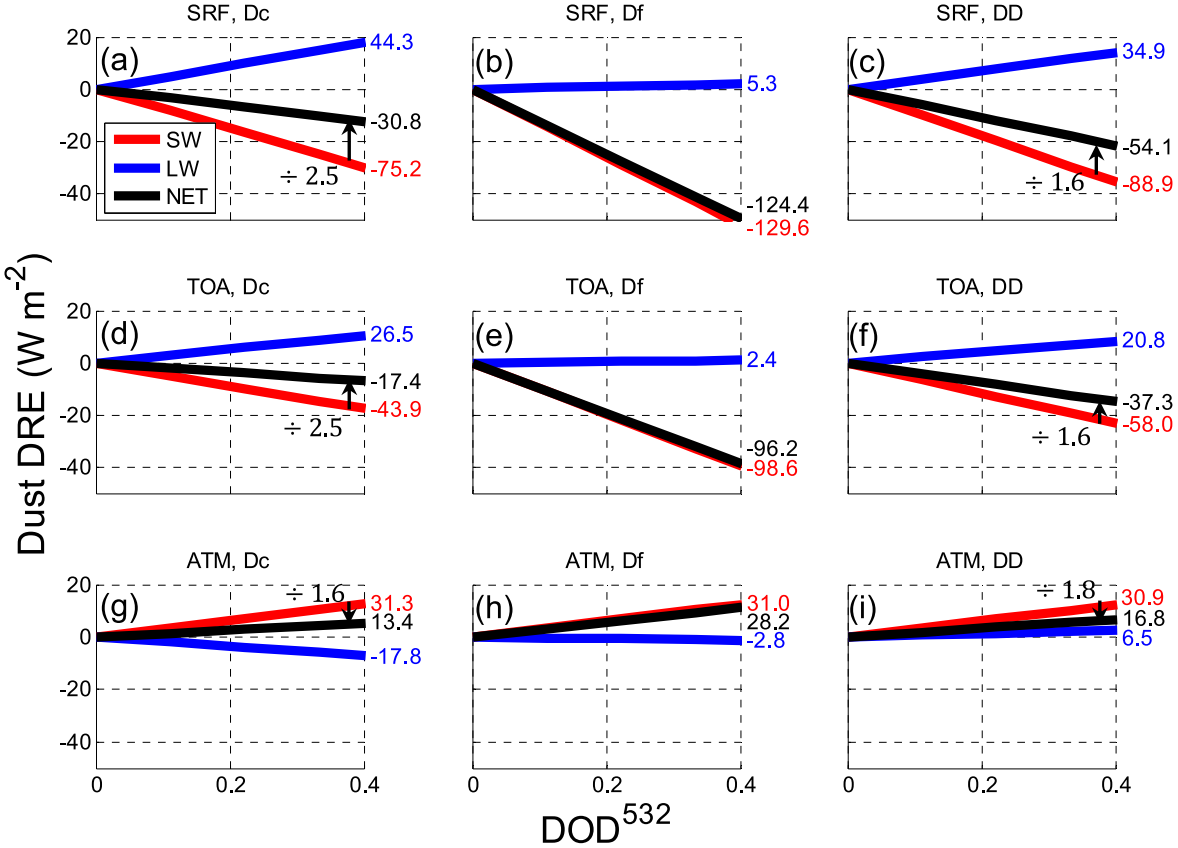 SRF, Dc
SRF, Df
SRF, DD
20
0
-20
-40
(a)
44.3
-30.8
-75.2
÷ 2.5
SW
LW
NET
(b)
5.3
-124.4
-129.6
(c)
34.9
-54.1
-88.9
÷ 1.6
TOA, Dc
TOA, Df
TOA, DD
20
0
-20
-40
(d)
26.5
-17.4
-43.9
÷ 2.5
(e)
2.4
-96.2
-98.6
(f)
20.8
-37.3
-58.0
÷ 1.6
Dust DRE (W m⁻²)
ATM, Dc
ATM, Df
ATM, DD
20
0
-20
-40
(g)
÷ 1.6
31.3
13.4
-17.8
(h)
31.0
28.2
-2.8
(i)
÷ 1.8
30.9
16.8
6.5
0
0.2
0.4
0
0.2
0.4
0
0.2
0.4
DOD⁵³²